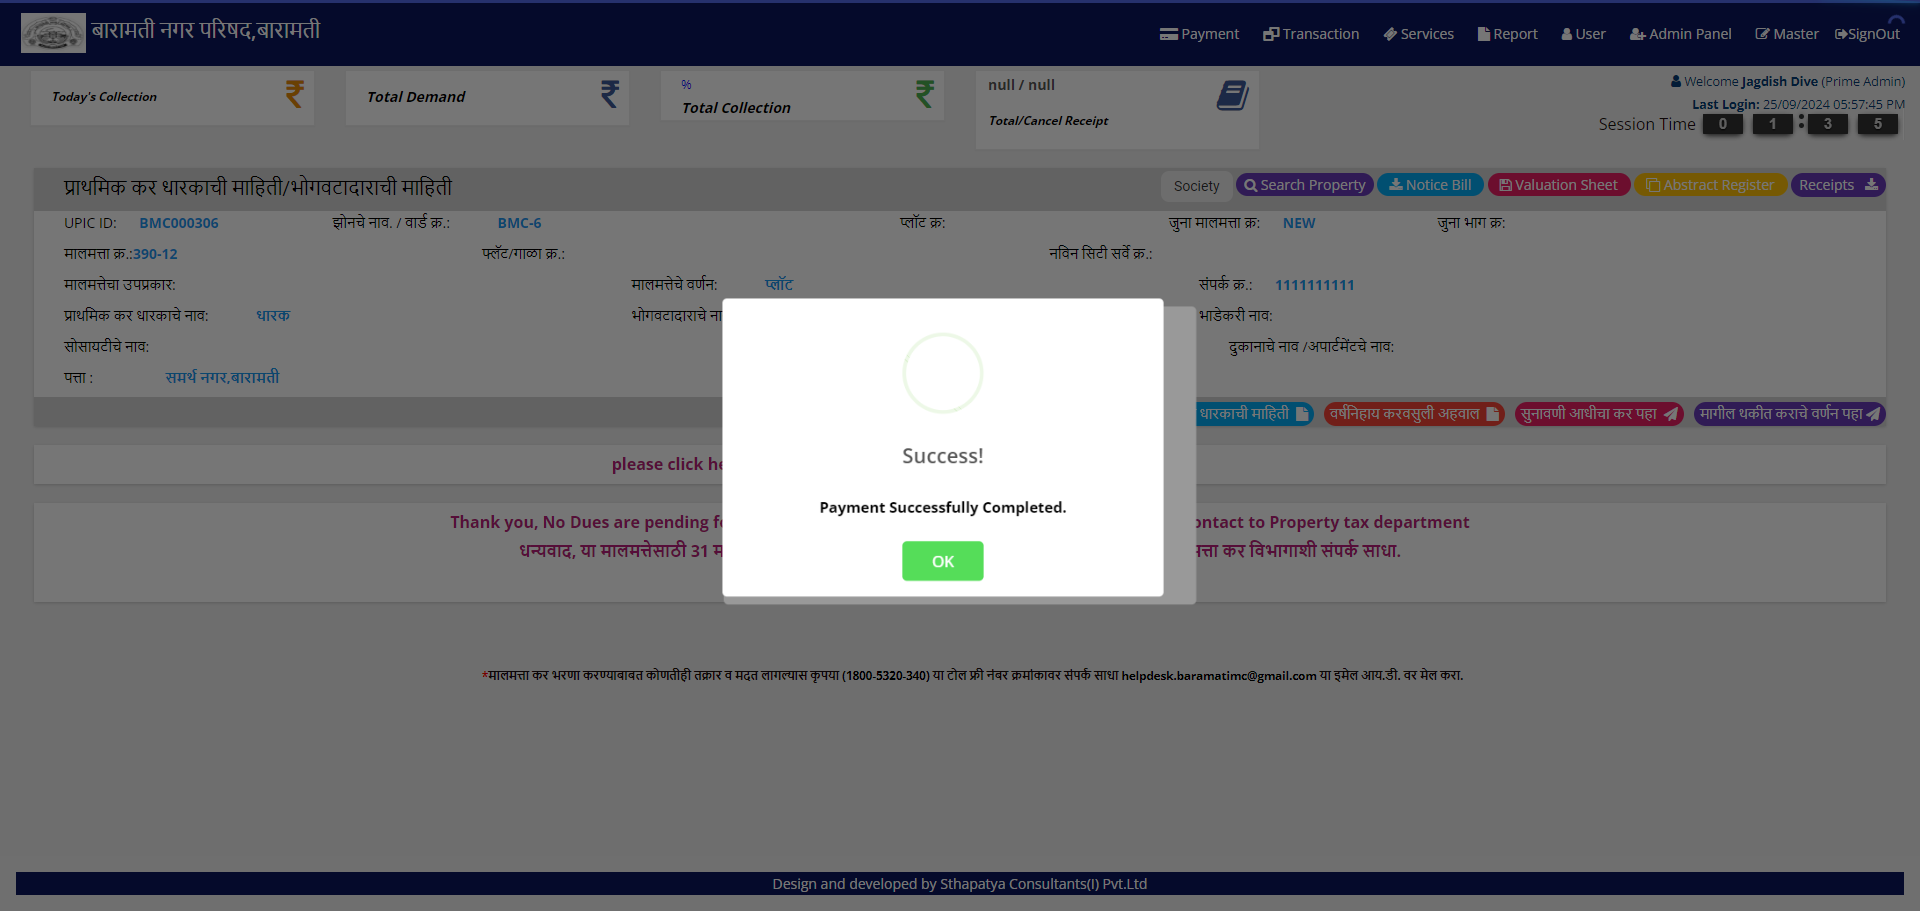 बारामती नगर परिषद,बारामती
Payment Transaction Services Report User Admin Panel Master SignOut
Today's Collection
Total Demand
%
Total Collection
null / null
Total/Cancel Receipt
Welcome Jagdish Dive (Prime Admin)
Last Login: 25/09/2024 05:57:45 PM
Session Time 0 1 : 3 5
प्राथमिक कर धारकाची माहिती/भोगवटादाराची माहिती
Society Search Property Notice Bill Valuation Sheet Abstract Register Receipts
UPIC ID: BMC000306 झोनचे नाव. / वार्ड क्र.: BMC-6 प्लॉट क्र: जुना मालमत्ता क्र: NEW जुना भाग क्र:
मालमत्ता क्र.:390-12 फ्लॅट/गाळा क्र.: नविन सिटी सर्वे क्र.:
मालमत्तेचा उपप्रकार: मालमत्तेचे वर्णन: प्लॉट संपर्क क्र.: 1111111111
प्राथमिक कर धारकाचे नाव: धारक भोगवटादाराचे भाडेकरी नाव:
सोसायटीचे नाव: दुकानाचे नाव /अपार्टमेंटचे नाव:
पत्ता : समर्थ नगर,बारामती
धारकाची माहिती वर्षनिहाय करवसुली अहवाल सुनावणी आधीचा कर पहा मागील थकीत कराचे वर्णन पहा
please click
Thank you, No Dues are pending ontact to Property tax department
धन्यवाद, या मालमत्तेसाठी 31 कर विभागाशी संपर्क साधा.
Success!
Payment Successfully Completed.
OK
*मालमत्ता कर भरणा करण्याबाबत कोणतीही तक्रार व मदत लागल्यास कृपया (1800-5320-340) या टोल फ्री नंबर क्रमांकावर संपर्क साधा helpdesk.baramatimc@gmail.com या इमेल आय.डी. वर मेल करा.
Design and developed by Sthapatya Consultants(I) Pvt.Ltd